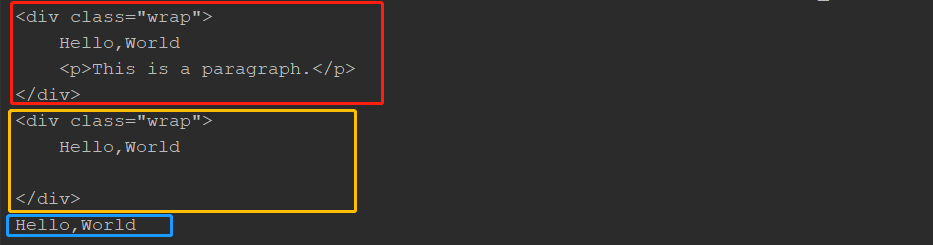 <div class="wrap">
    Hello,World
    <p>This is a paragraph.</p>
</div>
<div class="wrap">
    Hello,World

</div>
Hello,World